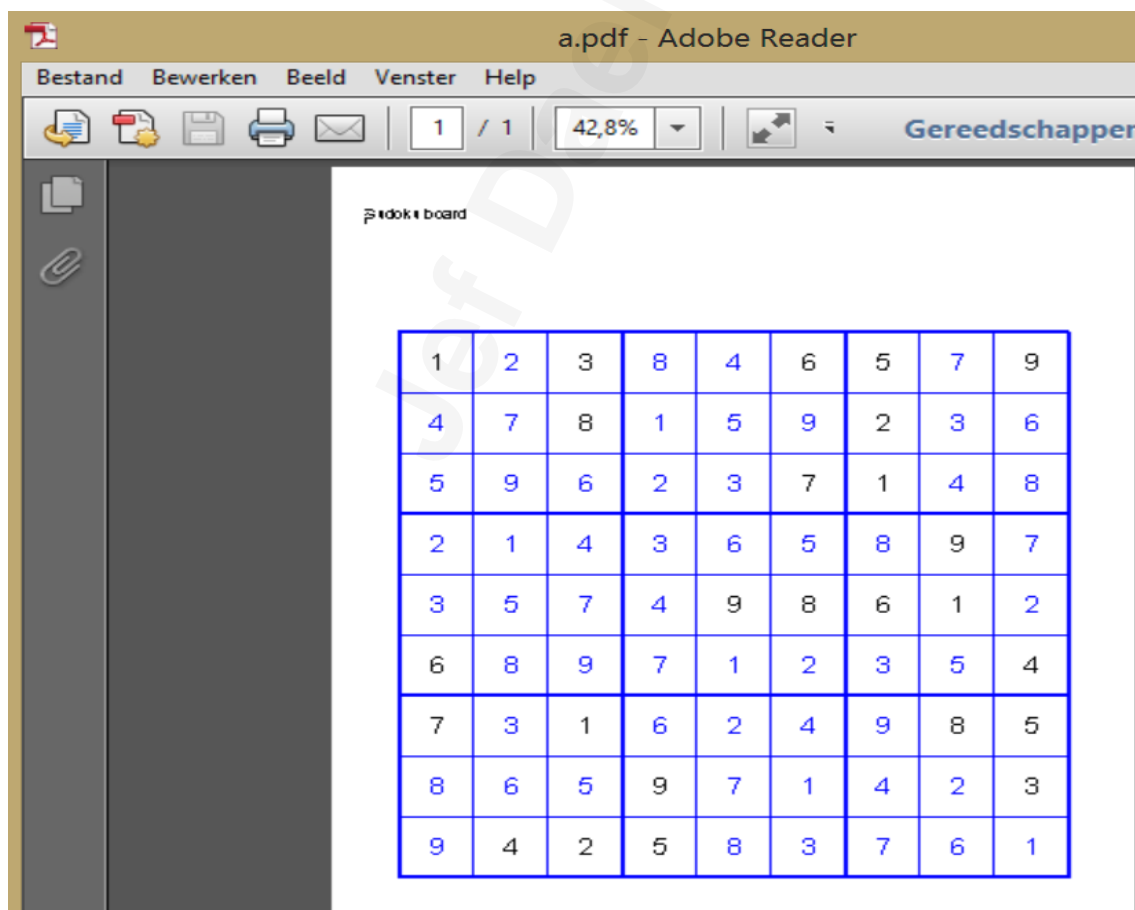 a.pdf - Adobe Reader
Bestand Bewerken Beeld Venster Help
1 / 1 42,8% Gereedschapper
Sudoku board
1 2 3 8 4 6 5 7 9
4 7 8 1 5 9 2 3 6
5 9 6 2 3 7 1 4 8
2 1 4 3 6 5 8 9 7
3 5 7 4 9 8 6 1 2
6 8 9 7 1 2 3 5 4
7 3 1 6 2 4 9 8 5
8 6 5 9 7 1 4 2 3
9 4 2 5 8 3 7 6 1
Jef